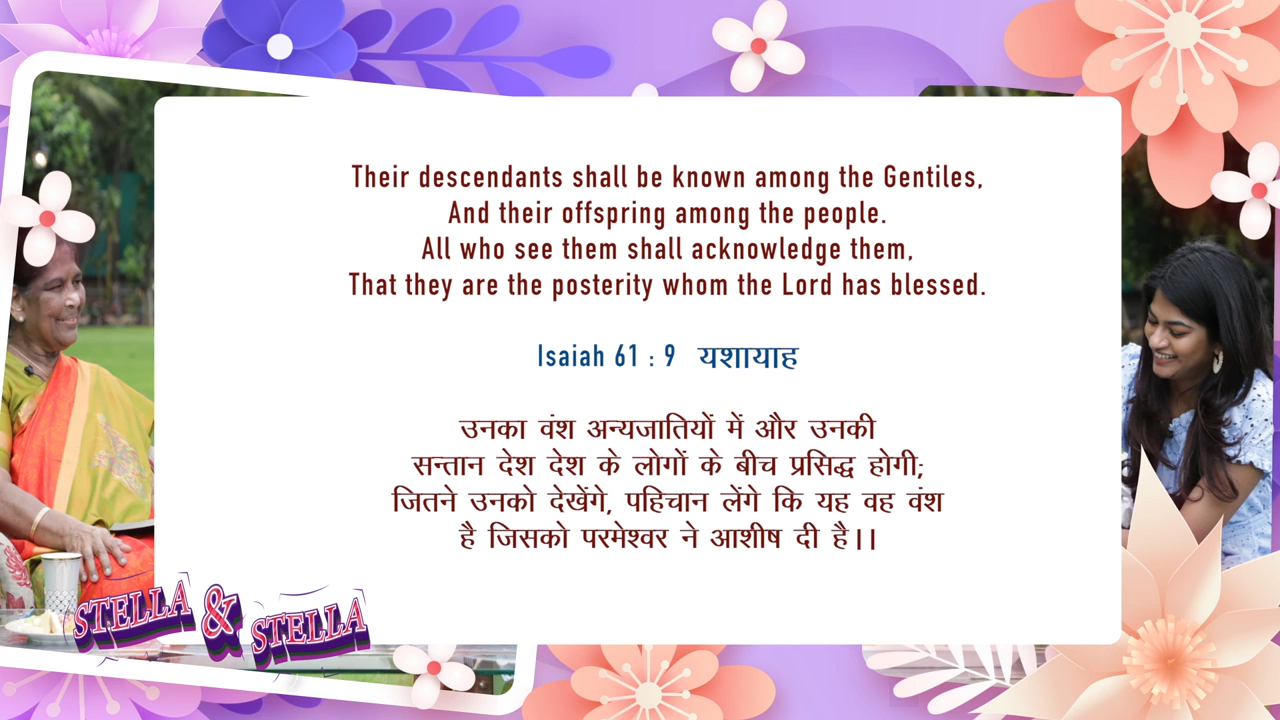 Their descendants shall be known among the Gentiles,
And their offspring among the people.
All who see them shall acknowledge them,
That they are the posterity whom the Lord has blessed.
Isaiah 61 : 9 यशायाह
उनका वंश अन्यजातियों में और उनकी
सन्तान देश देश के लोगों के बीच प्रसिद्ध होगी;
जितने उनको देखेंगे, पहिचान लेंगे कि यह वह वंश
है जिसको परमेश्वर ने आशीष दी है।।
STELLA & STELLA